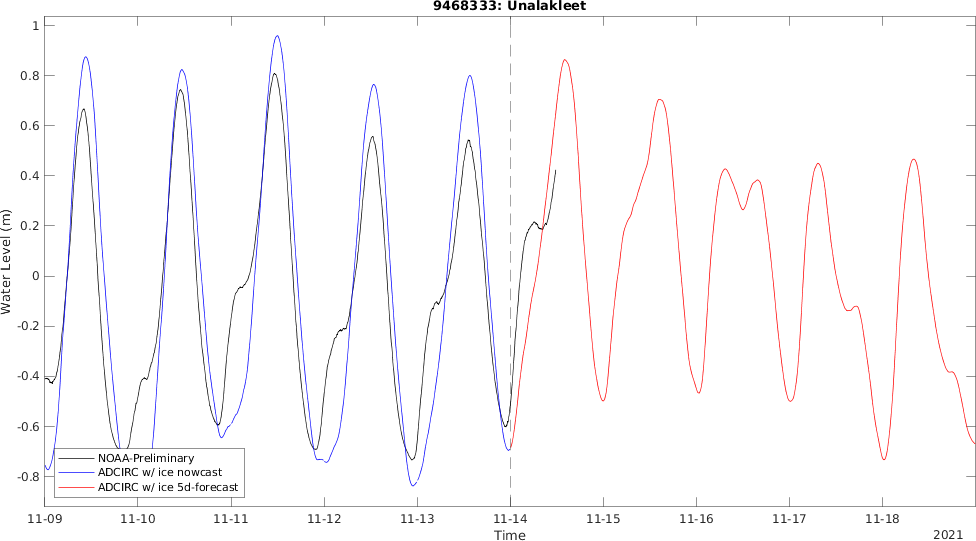 9468333: Unalakleet
1
0.8
0.6
0.4
0.2
0
-0.2
-0.4
-0.6
-0.8
Water Level (m)
NOAA-Preliminary
ADCIRC w/ ice nowcast
ADCIRC w/ ice 5d-forecast
11-09 11-10 11-11 11-12 11-13 11-14 11-15 11-16 11-17 11-18
Time
2021